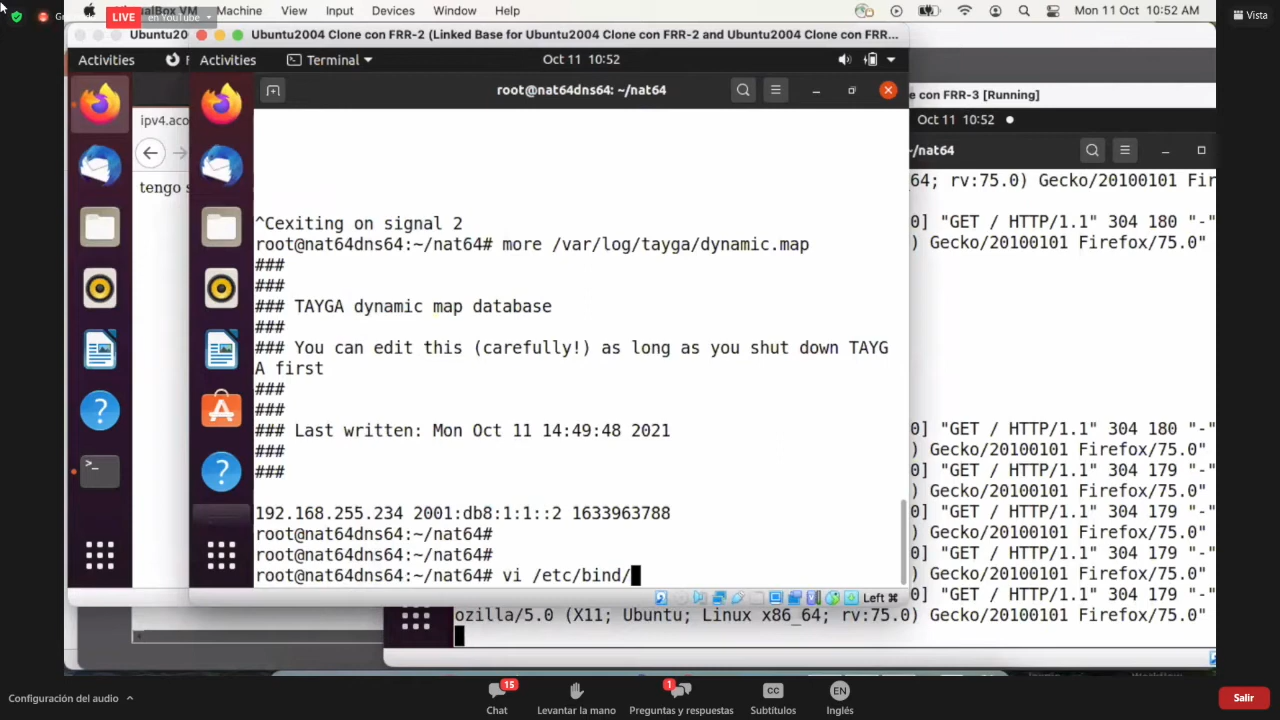 VirtualBox VM Machine View Input Devices Window Help
Mon 11 Oct 10:52 AM
LIVE en YouTube
Vista
Ubuntu20
Ubuntu2004 Clone con FRR-2 (Linked Base for Ubuntu2004 Clone con FRR-2 and Ubuntu2004 Clone con FRR...
Activities
Activities Terminal Oct 11 10:52
root@nat64dns64: ~/nat64
con FRR-3 [Running]
Oct 11 10:52
/nat64
ipv4.aco
tengo s
^Cexiting on signal 2
root@nat64dns64:~/nat64# more /var/log/tayga/dynamic.map
###
###
### TAYGA dynamic map database
###
### You can edit this (carefully!) as long as you shut down TAYG
A first
###
###
### Last written: Mon Oct 11 14:49:48 2021
###
###
192.168.255.234 2001:db8:1:1::2 1633963788
root@nat64dns64:~/nat64#
root@nat64dns64:~/nat64#
root@nat64dns64:~/nat64# vi /etc/bind/
Left ⌘
64; rv:75.0) Gecko/20100101 Fir
0] "GET / HTTP/1.1" 304 180 "-"
) Gecko/20100101 Firefox/75.0"
0] "GET / HTTP/1.1" 304 180 "-"
) Gecko/20100101 Firefox/75.0"
0] "GET / HTTP/1.1" 304 179 "-"
) Gecko/20100101 Firefox/75.0"
0] "GET / HTTP/1.1" 304 179 "-"
) Gecko/20100101 Firefox/75.0"
0] "GET / HTTP/1.1" 304 179 "-"
) Gecko/20100101 Firefox/75.0"
0] "GET / HTTP/1.1" 304 179 "-"
ozilla/5.0 (X11; Ubuntu; Linux x86_64; rv:75.0) Gecko/20100101 Firefox/75.0"
Configuración del audio
15
Chat
Levantar la mano
1
Preguntas y respuestas
CC
Subtítulos
EN
Inglés
Salir